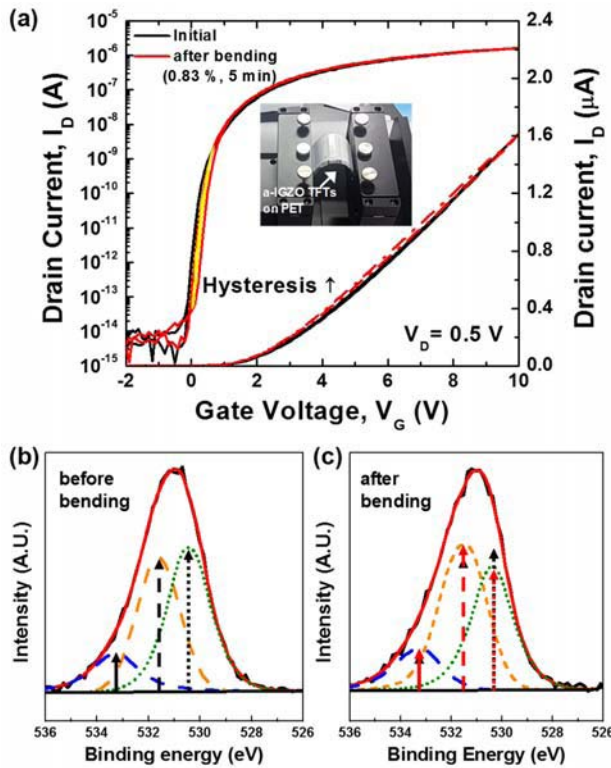 (a)
Initial
after bending
(0.83 %, 5 min)
10⁻⁵
10⁻⁶
10⁻⁷
10⁻⁸
10⁻⁹
10⁻¹⁰
10⁻¹¹
10⁻¹²
10⁻¹³
10⁻¹⁴
10⁻¹⁵
Drain Current, I_D (A)
2.4
2.0
1.6
1.2
0.8
0.4
0.0
Drain current, I_D (μA)
a-IGZO TFTs
on PET
Hysteresis ↑
V_D= 0.5 V
-2 0 2 4 6 8 10
Gate Voltage, V_G (V)
(b)
before
bending
Intensity (A.U.)
536 534 532 530 528 526
Binding energy (eV)
(c)
after
bending
Intensity (A.U.)
536 534 532 530 528 526
Binding Energy (eV)